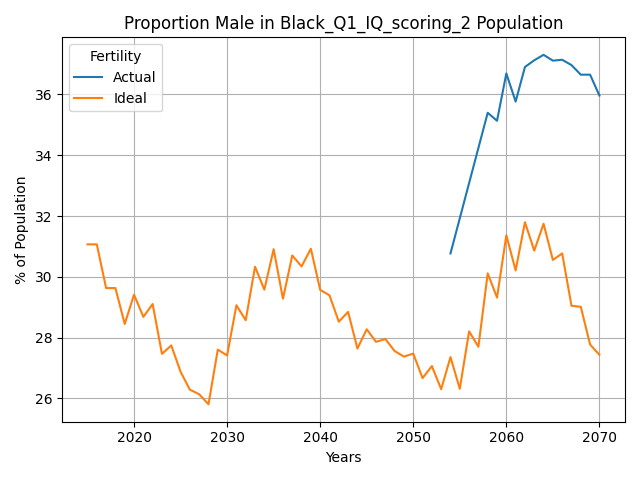 Proportion Male in Black_Q1_IQ_scoring_2 Population
Fertility
Actual
Ideal
% of Population
36
34
32
30
28
26
2020
2030
2040
2050
2060
2070
Years